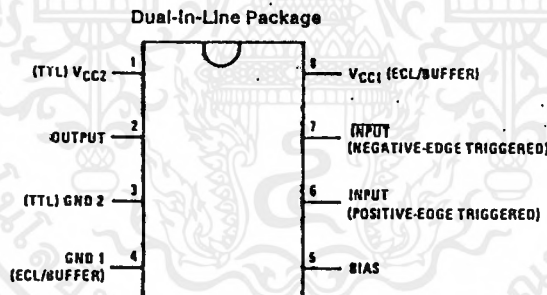 Dual-In-Line Package
1
(TTL) VCC2
8
VCC1 (ECL/BUFFER)
2
OUTPUT
7
INPUT
(NEGATIVE-EDGE TRIGGERED)
3
(TTL) GND 2
6
INPUT
(POSITIVE-EDGE TRIGGERED)
4
GND 1
(ECL/BUFFER)
5
BIAS